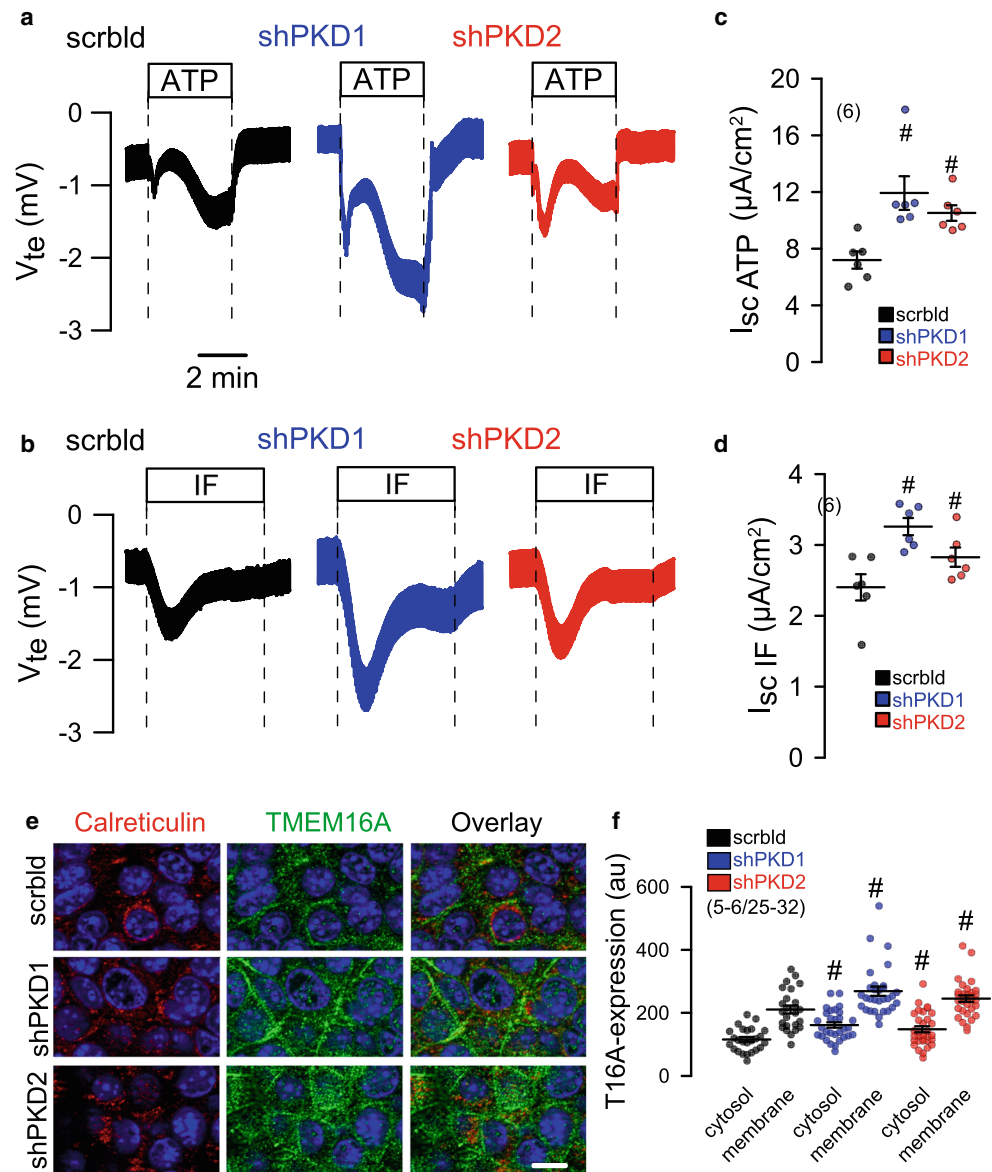 a
scrbld shPKD1 shPKD2
ATP ATP ATP
0
-1
-2
-3
Vte (mV)
2 min
c
20
16
12
8
4
0
ISC ATP (µA/cm²)
(6)
#
#
scrbld
shPKD1
shPKD2
b
scrbld shPKD1 shPKD2
IF IF IF
0
-1
-2
-3
Vte (mV)
d
4
3
2
1
0
ISC IF (µA/cm²)
(6)
#
#
scrbld
shPKD1
shPKD2
e
Calreticulin TMEM16A Overlay
scrbld
shPKD1
shPKD2
f
scrbld
shPKD1
shPKD2
(5-6/25-32)
600
400
200
0
T16A-expression (au)
#
#
#
#
cytosol
membrane
cytosol
membrane
cytosol
membrane